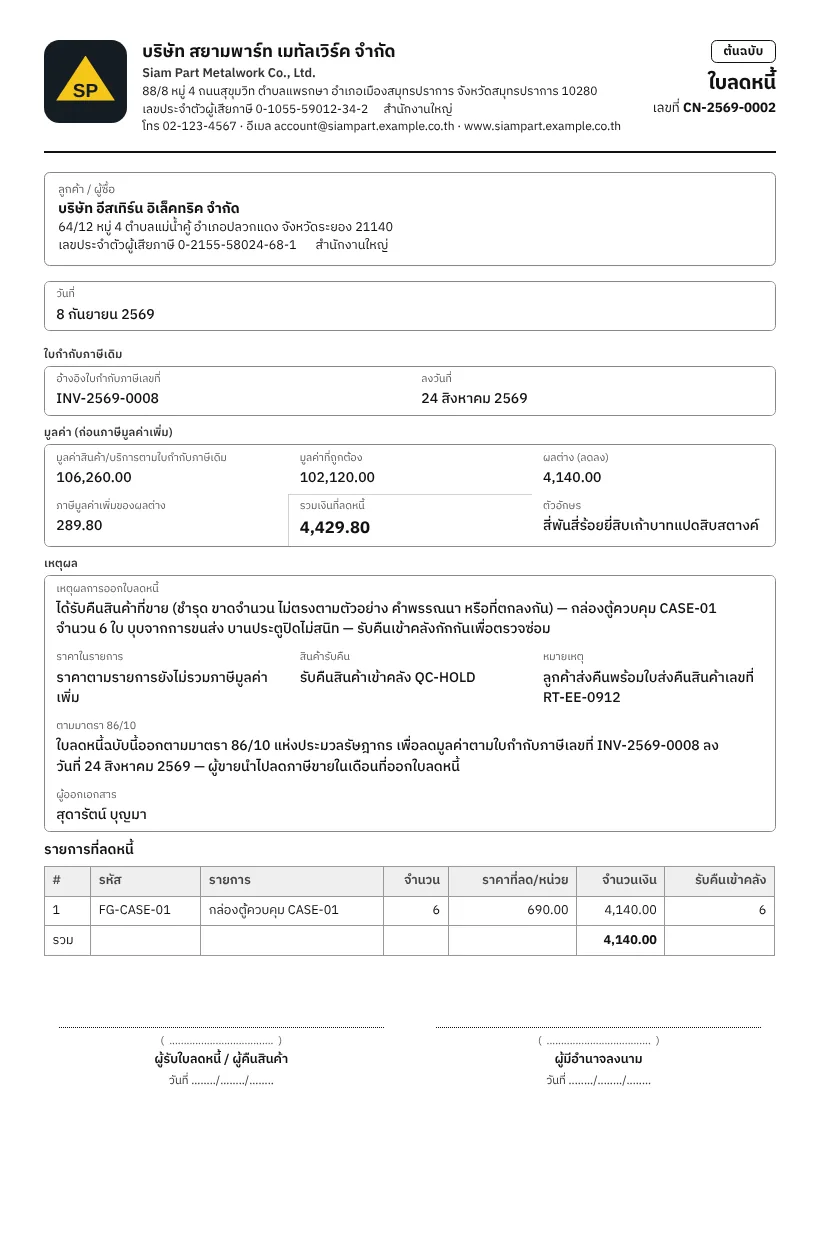 SP
บริษัท สยามพาร์ท เมทัลเวิร์ค จำกัด
Siam Part Metalwork Co., Ltd.
88/8 หมู่ 4 ถนนสุขุมวิท ตำบลแพรกษา อำเภอเมืองสมุทรปราการ จังหวัดสมุทรปราการ 10280
เลขประจำตัวผู้เสียภาษี 0-1055-59012-34-2 สำนักงานใหญ่
โทร 02-123-4567 · อีเมล account@siampart.example.co.th · www.siampart.example.co.th
ต้นฉบับ
ใบลดหนี้
เลขที่ CN-2569-0002
ลูกค้า / ผู้ซื้อ
บริษัท อีสเทิร์น อิเล็คทริค จำกัด
64/12 หมู่ 4 ตำบลแม่น้ำคู้ อำเภอปลวกแดง จังหวัดระยอง 21140
เลขประจำตัวผู้เสียภาษี 0-2155-58024-68-1 สำนักงานใหญ่
วันที่
8 กันยายน 2569
ใบกำกับภาษีเดิม
อ้างอิงใบกำกับภาษีเลขที่ ลงวันที่
INV-2569-0008 24 สิงหาคม 2569
มูลค่า (ก่อนภาษีมูลค่าเพิ่ม)
มูลค่าสินค้า/บริการตามใบกำกับภาษีเดิม มูลค่าที่ถูกต้อง ผลต่าง (ลดลง)
106,260.00 102,120.00 4,140.00
ภาษีมูลค่าเพิ่มของผลต่าง รวมเงินที่ลดหนี้ ตัวอักษร
289.80 4,429.80 สี่พันสี่ร้อยยี่สิบเก้าบาทแปดสิบสตางค์
เหตุผล
เหตุผลการออกใบลดหนี้
ได้รับคืนสินค้าที่ขาย (ชำรุด ขาดจำนวน ไม่ตรงตามตัวอย่าง คำพรรณนา หรือที่ตกลงกัน) — กล่องตู้ควบคุม CASE-01
จำนวน 6 ใบ บุบจากการขนส่ง บานประตูปิดไม่สนิท — รับคืนเข้าคลังกักกันเพื่อตรวจซ่อม
ราคาในรายการ สินค้ารับคืน หมายเหตุ
ราคาตามรายการยังไม่รวมภาษีมูลค่า รับคืนสินค้าเข้าคลัง QC-HOLD ลูกค้าส่งคืนพร้อมใบส่งคืนสินค้าเลขที่
เพิ่ม RT-EE-0912
ตามมาตรา 86/10
ใบลดหนี้ฉบับนี้ออกตามมาตรา 86/10 แห่งประมวลรัษฎากร เพื่อลดมูลค่าตามใบกำกับภาษีเลขที่ INV-2569-0008 ลง
วันที่ 24 สิงหาคม 2569 — ผู้ขายนำไปลดภาษีขายในเดือนที่ออกใบลดหนี้
ผู้ออกเอกสาร
สุดารัตน์ บุญมา
รายการที่ลดหนี้
# รหัส รายการ จำนวน ราคาที่ลด/หน่วย จำนวนเงิน รับคืนเข้าคลัง
1 FG-CASE-01 กล่องตู้ควบคุม CASE-01 6 690.00 4,140.00 6
รวม 4,140.00
( .................................... ) ( .................................... )
ผู้รับใบลดหนี้ / ผู้คืนสินค้า ผู้มีอำนาจลงนาม
วันที่ ......../......../........ วันที่ ......../......../........